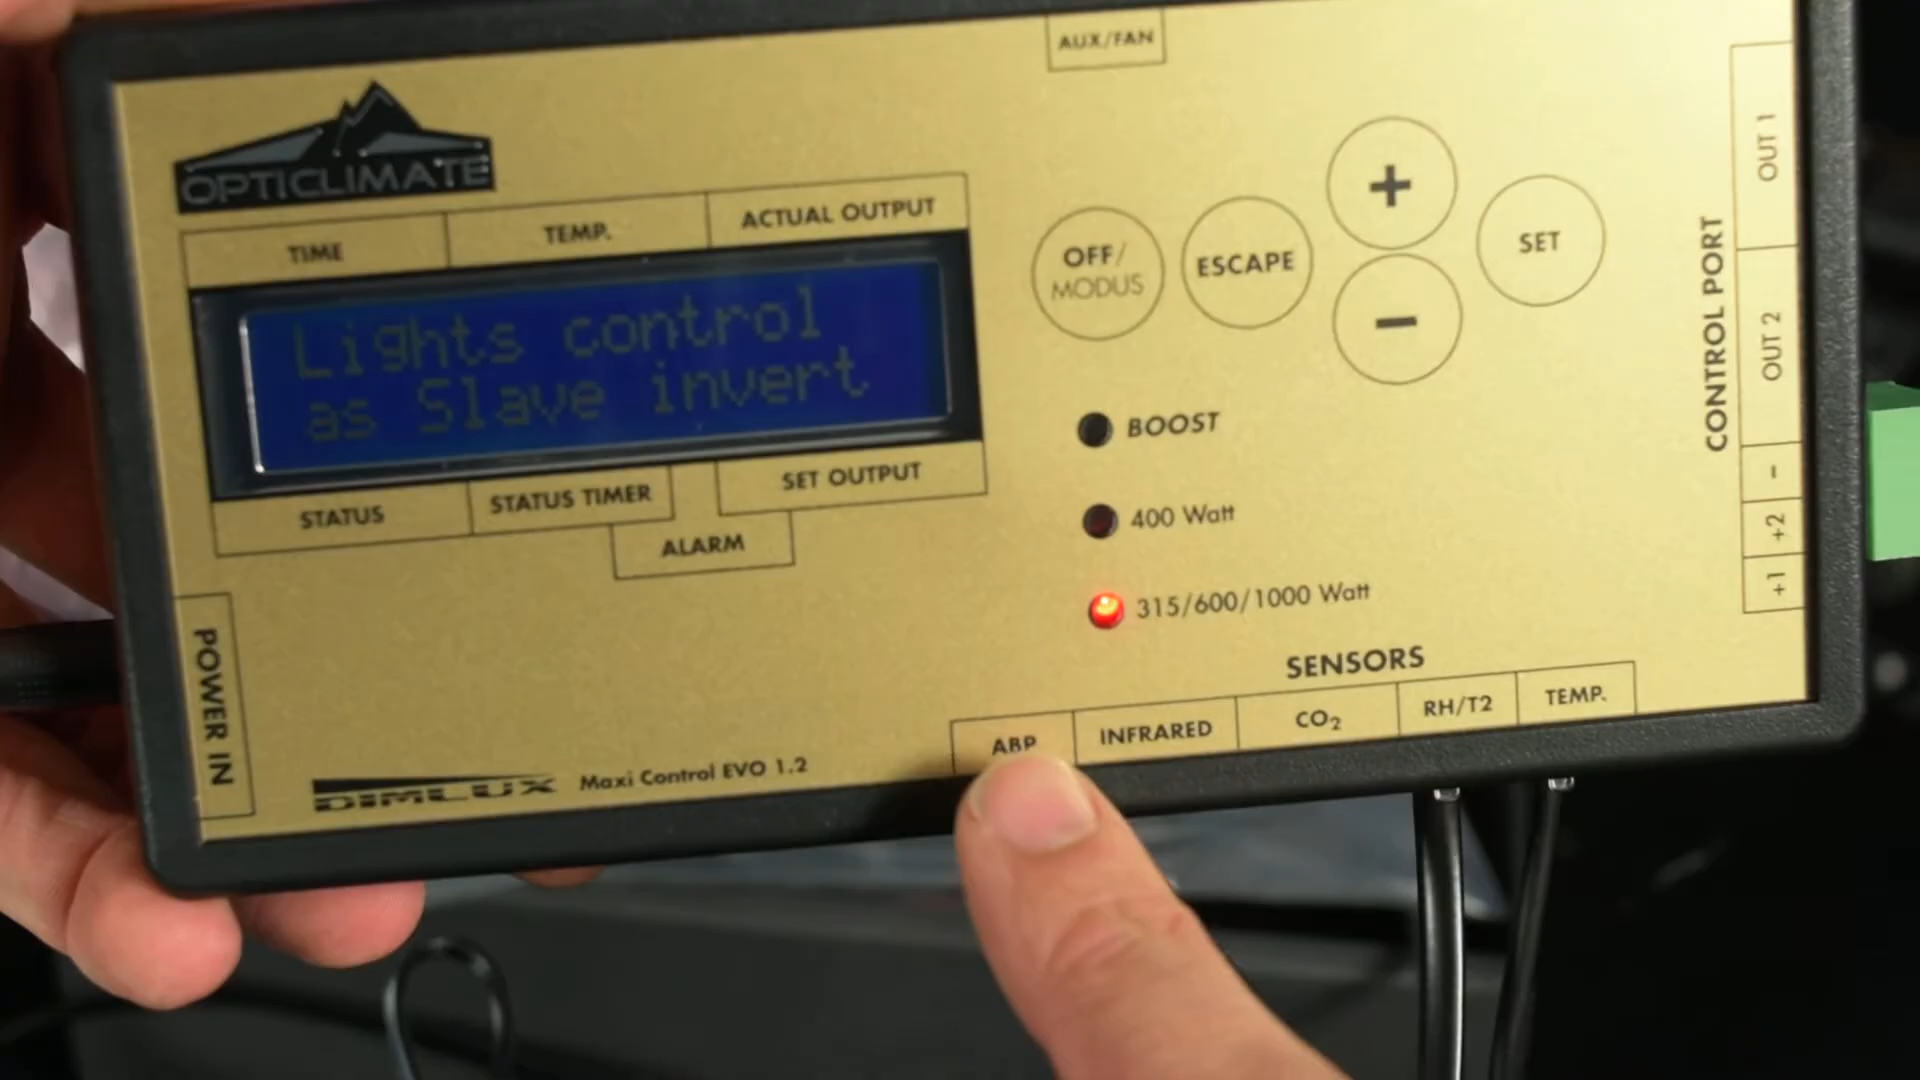 AUX/FAN
OPTICLIMATE
TIME
TEMP.
ACTUAL OUTPUT
Lights control
as Slave invert
STATUS
STATUS TIMER
SET OUTPUT
ALARM
OFF/
MODUS
ESCAPE
+
−
SET
BOOST
400 Watt
315/600/1000 Watt
CONTROL PORT
OUT 1
OUT 2
-
+2
+1
POWER IN
DIMLUX Maxi Control EVO 1.2
SENSORS
ABP
INFRARED
CO₂
RH/T2
TEMP.